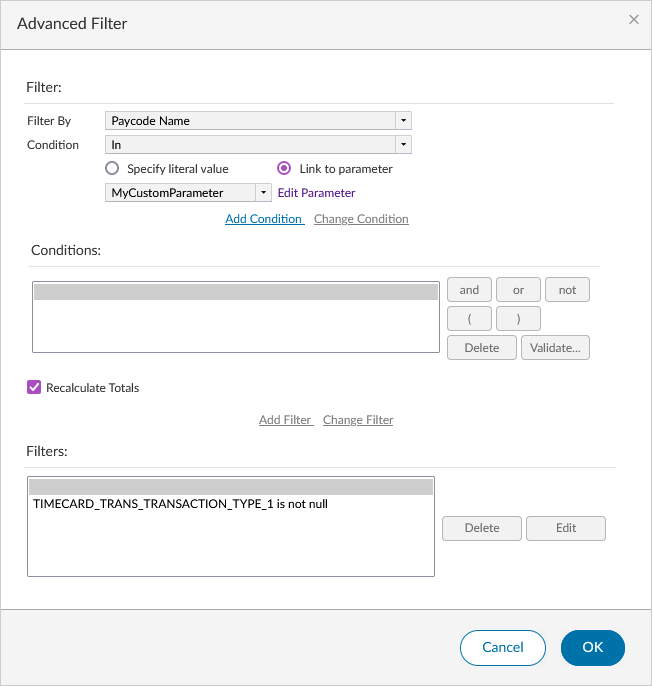 Advanced Filter
Filter:
Filter By Paycode Name
Condition In
Specify literal value Link to parameter
MyCustomParameter Edit Parameter
Add Condition Change Condition
Conditions:
and or not
( )
Delete Validate...
Recalculate Totals
Add Filter Change Filter
Filters:
TIMECARD_TRANS_TRANSACTION_TYPE_1 is not null
Delete Edit
Cancel OK